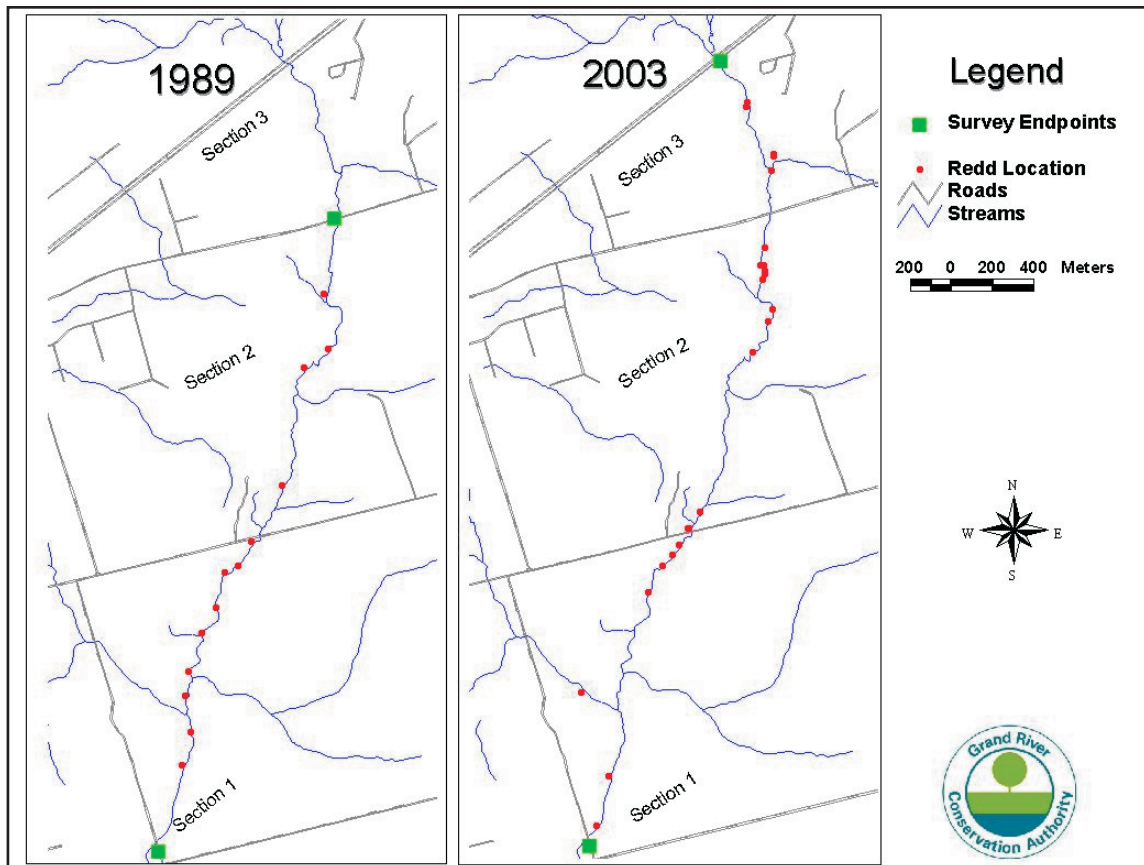 1989
Section 3
Section 2
Section 1
2003
Section 3
Section 2
Section 1
Legend
Survey Endpoints
Redd Location
Roads
Streams
200 0 200 400 Meters
N
W E
S
Grand River
Conservation Authority